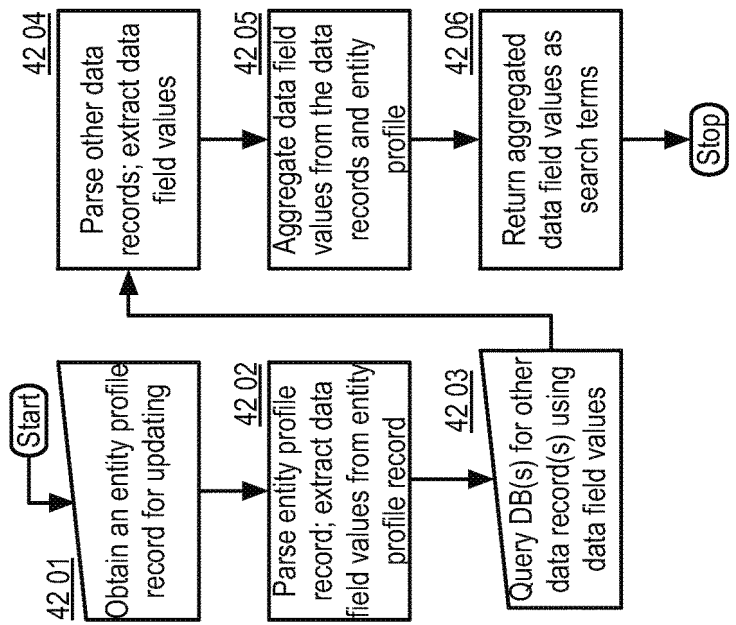 Start
42 01
Obtain an entity profile
record for updating
42 02
Parse entity profile
record; extract data
field values from entity
profile record
42 03
Query DB(s) for other
data record(s) using
data field values
42 04
Parse other data
records; extract data
field values
42 05
Aggregate data field
values from the data
records and entity
profile
42 06
Return aggregated
data field values as
search terms
Stop